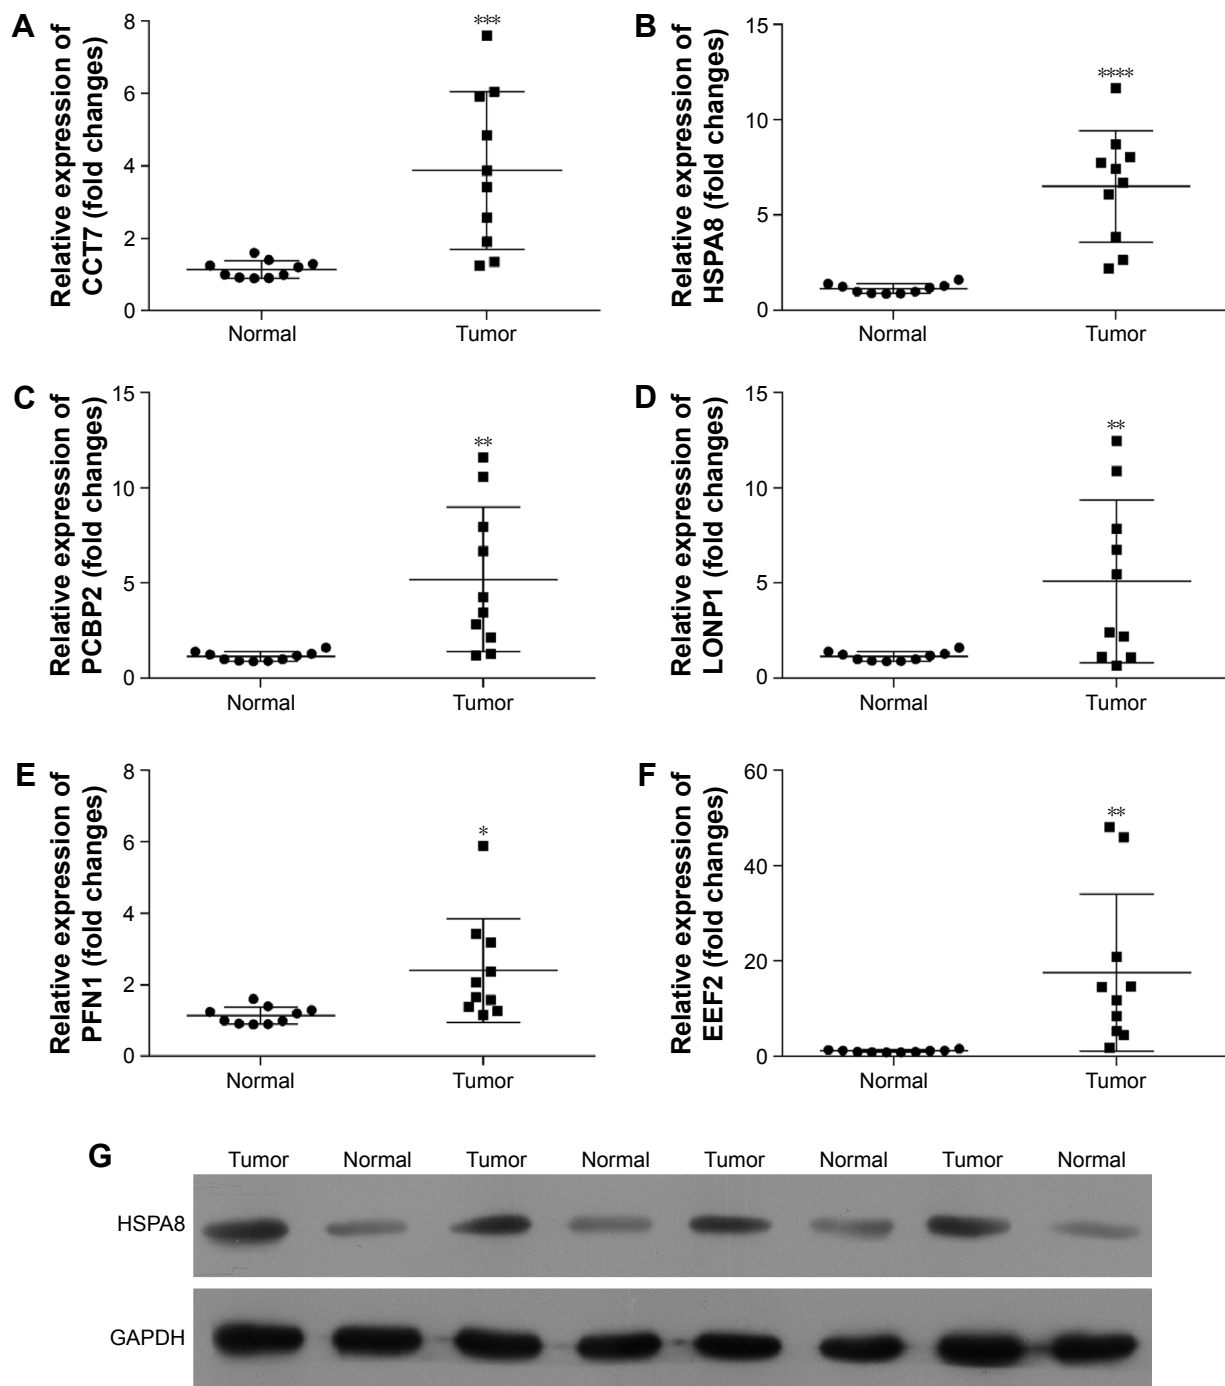 A
Relative expression of
CCT7 (fold changes)
8
6
4
2
0
***
Normal
Tumor
B
Relative expression of
HSPA8 (fold changes)
15
10
5
0
****
Normal
Tumor
C
Relative expression of
PCBP2 (fold changes)
15
10
5
0
**
Normal
Tumor
D
Relative expression of
LONP1 (fold changes)
15
10
5
0
**
Normal
Tumor
E
Relative expression of
PFN1 (fold changes)
8
6
4
2
0
*
Normal
Tumor
F
Relative expression of
EEF2 (fold changes)
60
40
20
0
**
Normal
Tumor
G
Tumor Normal Tumor Normal Tumor Normal Tumor Normal
HSPA8
GAPDH